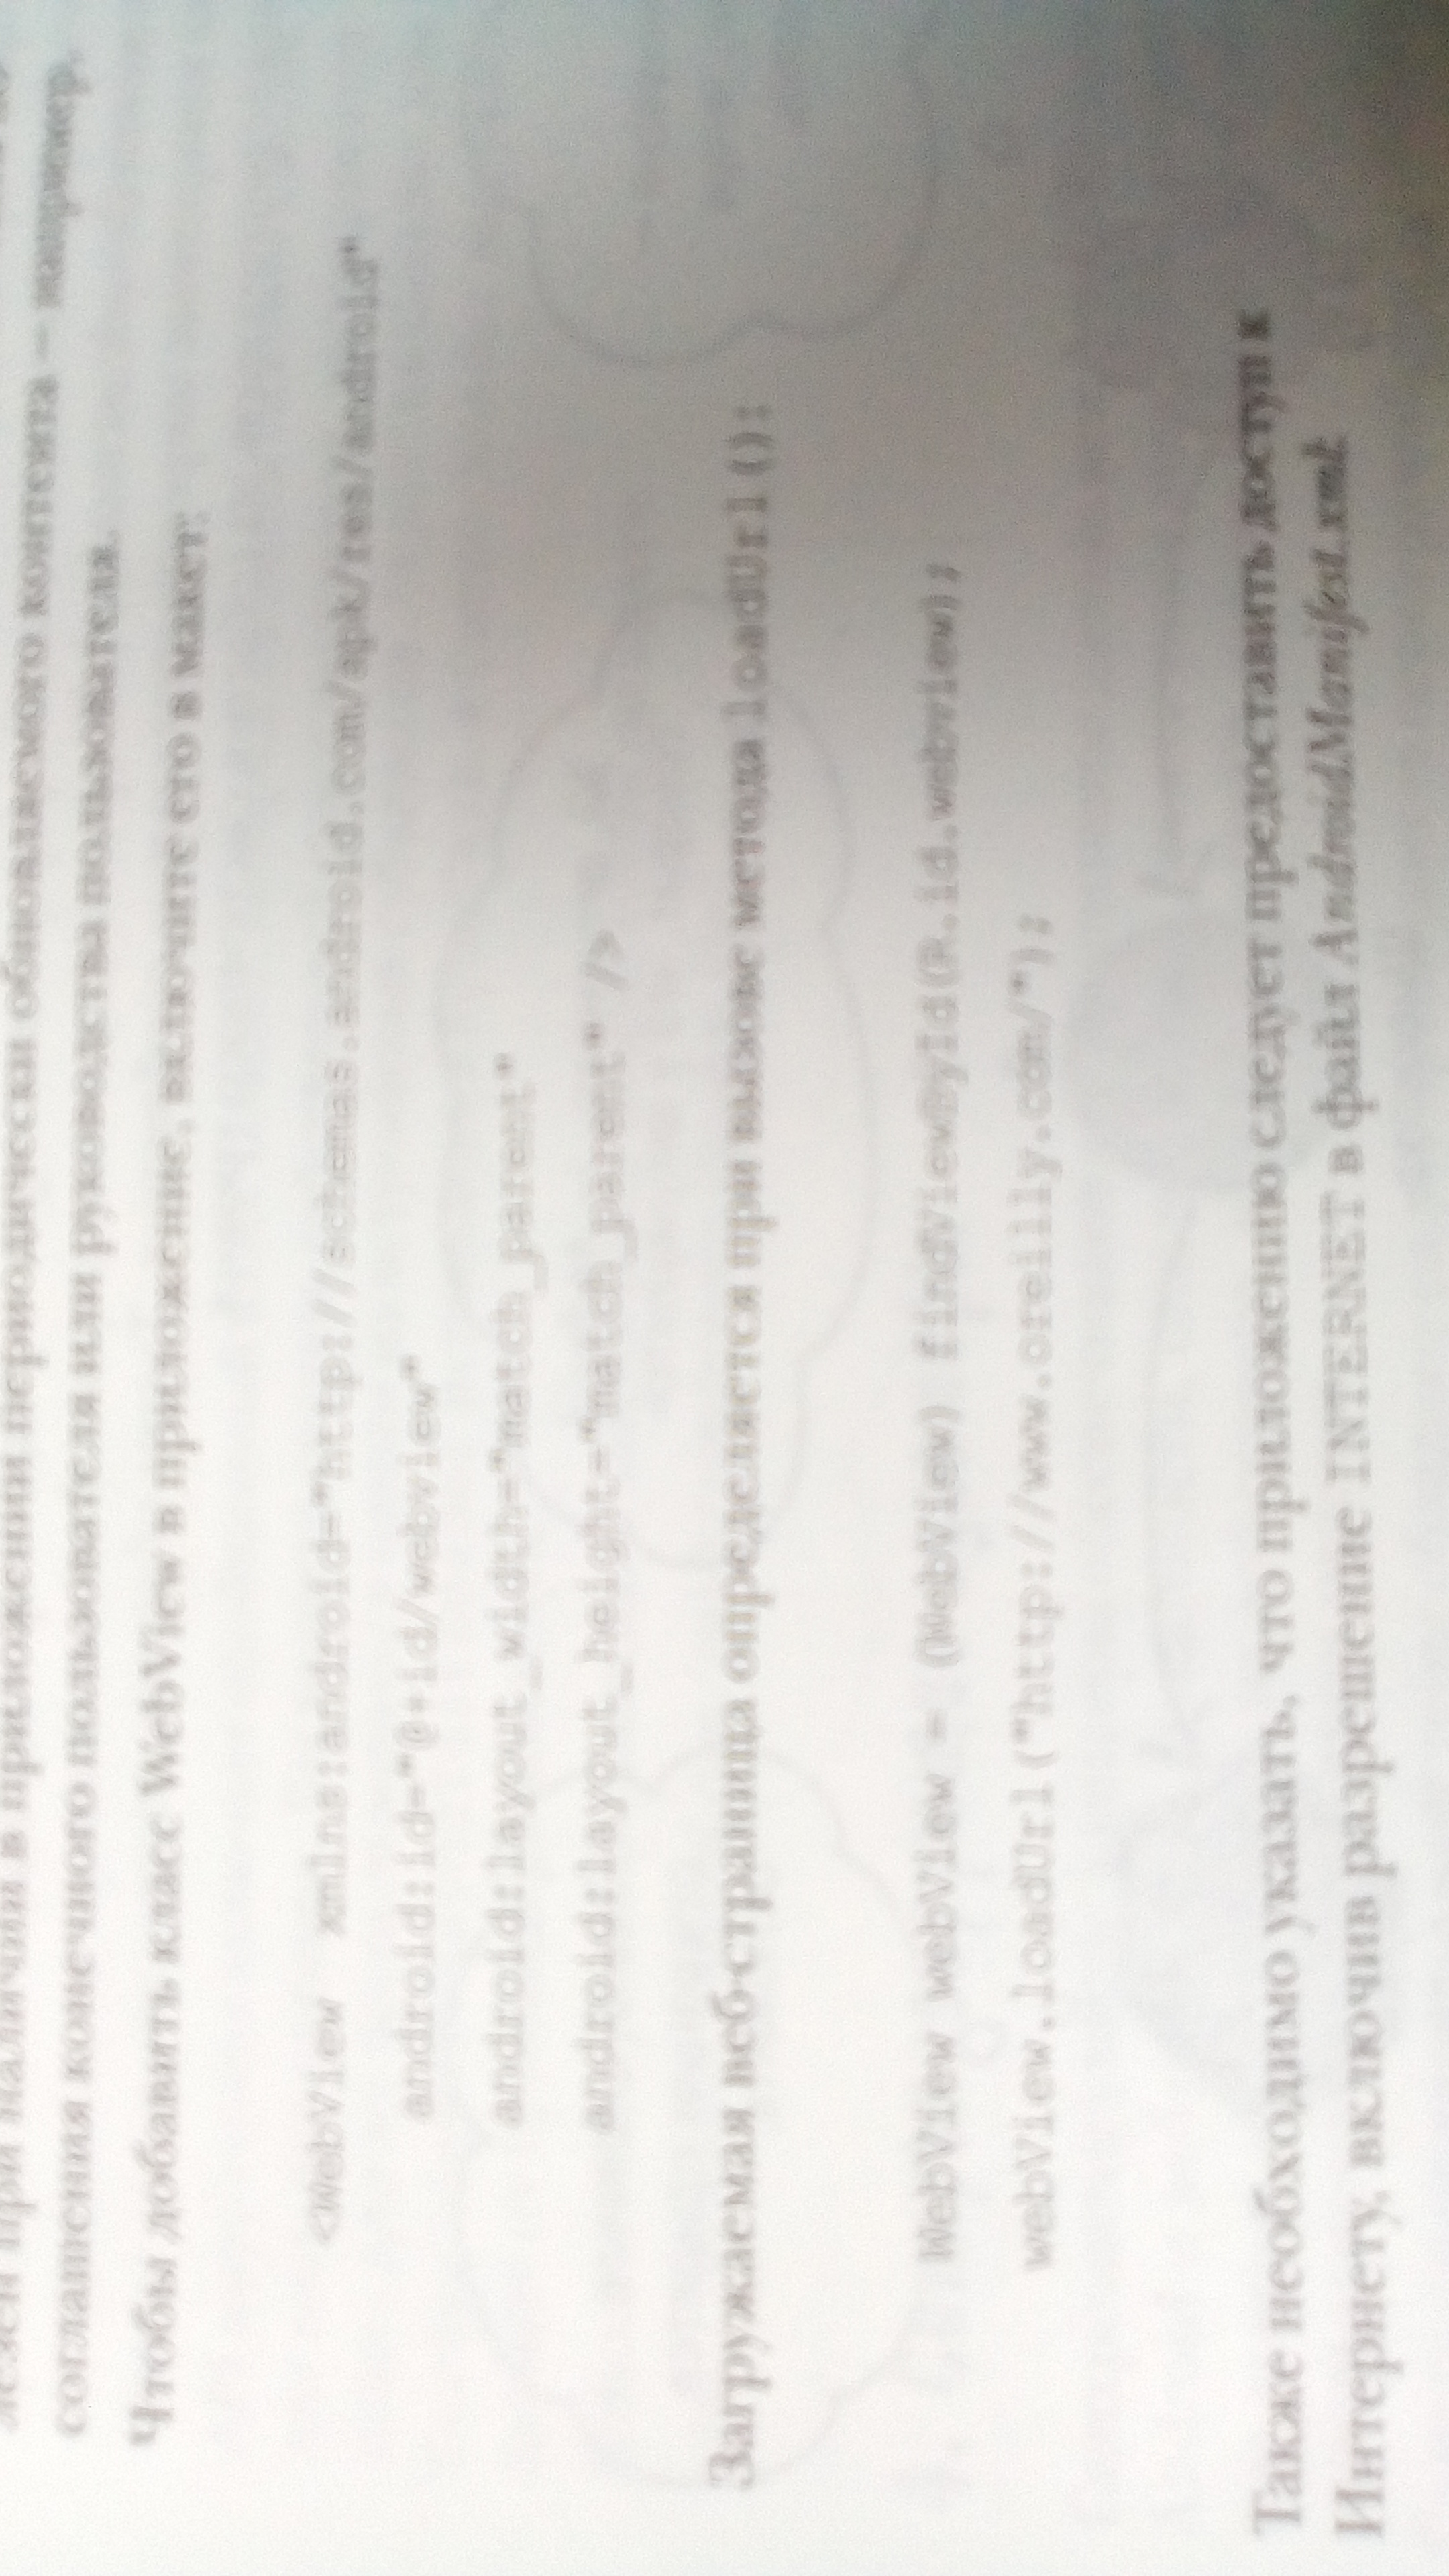 лезен при наличии в приложении периодически обновляемого контента – например,
соглашения конечного пользователя или руководства пользователя.
Чтобы добавить класс WebView в приложение, включите его в макет:
<WebView xmlns:android="http://schemas.android.com/apk/res/android"
android:id="@+id/webview"
android:layout_width="match_parent"
android:layout_height="match_parent" />
Загружаемая веб-страница определяется при вызове метода loadUrl():
WebView webView = (WebView) findViewById(R.id.webview);
webView.loadUrl("http://www.oreilly.com/");
Также необходимо указать, что приложению следует предоставить доступ к
Интернету, включив разрешение INTERNET в файл AndroidManifest.xml: